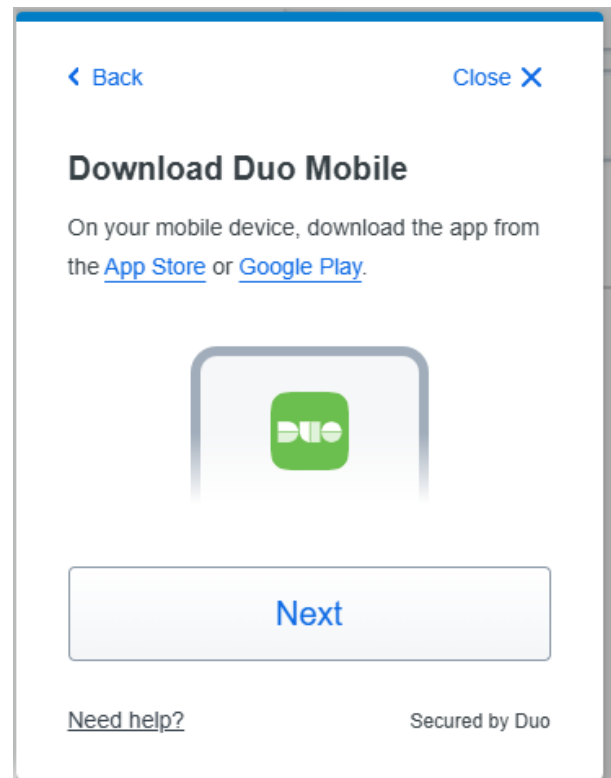 Back
Close
Download Duo Mobile
On your mobile device, download the app from
the App Store or Google Play.
DUO
Next
Need help?
Secured by Duo